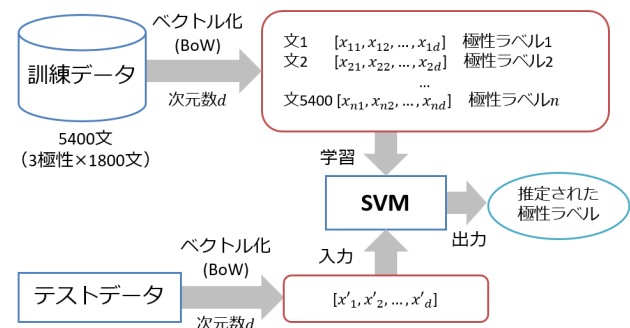 ベクトル化
(BoW)
訓練データ
次元数d
5400文
（3極性×1800文）
文1 [x₁₁, x₁₂, ..., x₁d] 極性ラベル1
文2 [x₂₁, x₂₂, ..., x₂d] 極性ラベル2
...
文5400 [xn₁, xn₂, ..., xnd] 極性ラベルn
学習
SVM
推定された
極性ラベル
出力
入力
ベクトル化
(BoW)
テストデータ
次元数d
[x′₁, x′₂, ..., x′d]